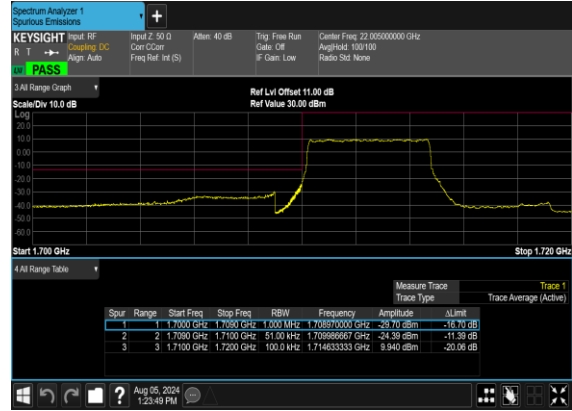 Spectrum Analyzer 1
Spurious Emissions
KEYSIGHT Input: RF Input Z: 50 Ω Atten: 40 dB Trig: Free Run Center Freq: 22.005000000 GHz
R T Coupling: DC Corr CCorr Gate: Off Avg|Hold: 100/100
Align: Auto Freq Ref: Int (S) IF Gain: Low Radio Std: None
LM PASS
3 All Range Graph
Ref Lvl Offset 11.00 dB
Scale/Div 10.0 dB Ref Value 30.00 dBm
Log
20.0
10.0
0.00
-10.0
-20.0
-30.0
-40.0
-50.0
-60.0
Start 1.700 GHz Stop 1.720 GHz
4 All Range Table
Measure Trace Trace 1
Trace Type Trace Average (Active)
Spur Range Start Freq Stop Freq RBW Frequency Amplitude ΔLimit
1 1 1.7000 GHz 1.7090 GHz 1.000 MHz 1.708970000 GHz -29.70 dBm -16.70 dB
2 2 1.7090 GHz 1.7100 GHz 51.00 kHz 1.709986667 GHz -24.39 dBm -11.39 dB
3 3 1.7100 GHz 1.7200 GHz 100.0 kHz 1.714633333 GHz 9.940 dBm -20.06 dB
Aug 05, 2024
1:23:49 PM